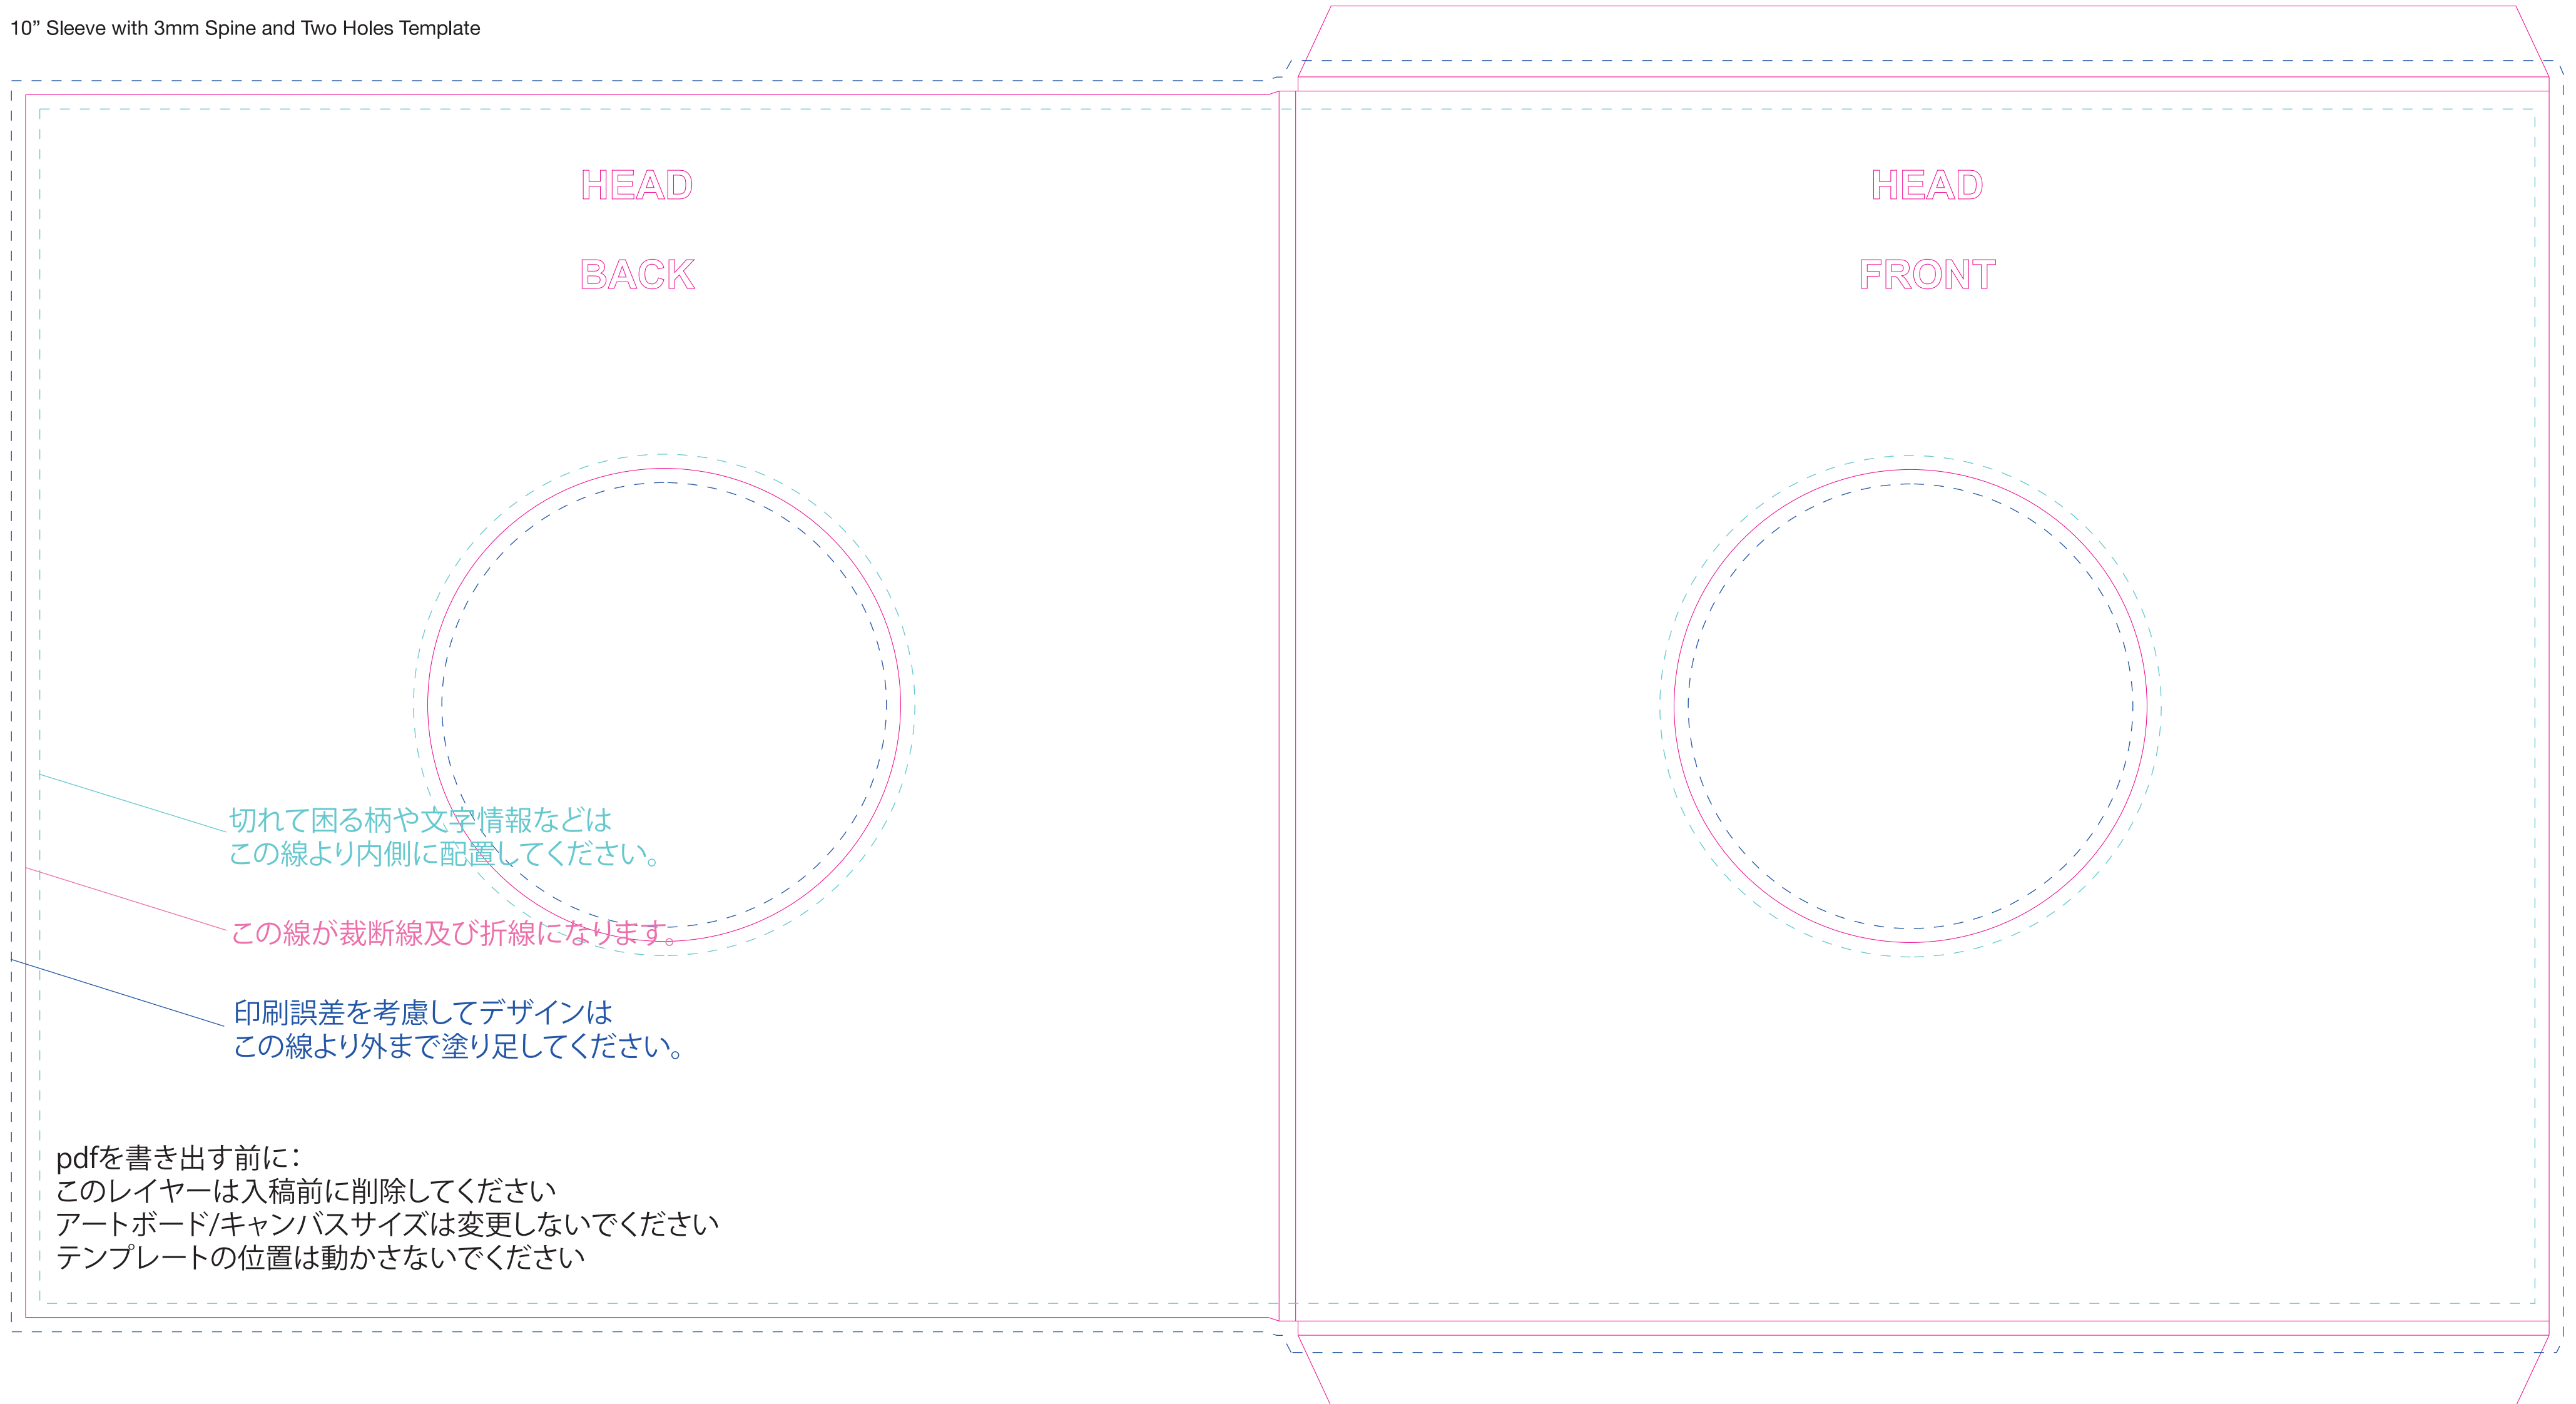 10” Sleeve with 3mm Spine and Two Holes Template
HEAD
BACK
HEAD
FRONT
切れて困る柄や文字情報などは
この線より内側に配置してください。
この線が裁断線及び折線になります。
印刷誤差を考慮してデザインは
この線より外まで塗り足してください。
pdfを書き出す前に：
このレイヤーは入稿前に削除してください
アートボード/キャンバスサイズは変更しないでください
テンプレートの位置は動かさないでください